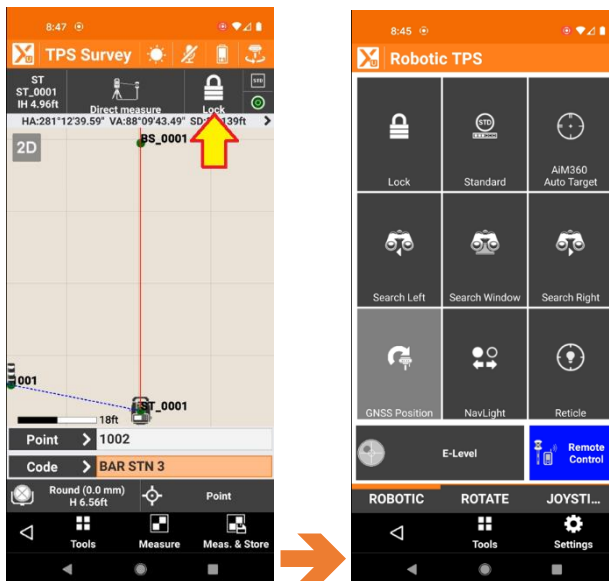 8:47
TPS Survey
ST
ST_0001
IH 4.96ft
Direct measure
Lock
STD
HA:281°12'39.59" VA:88°09'43.49"
139ft
2D
BS_0001
001
ST_0001
18ft
Point
1002
Code
BAR STN 3
Round (0.0 mm)
H 6.56ft
Point
Tools
Measure
Meas. & Store
8:45
Robotic TPS
Lock
STD
Standard
AiM360
Auto Target
Search Left
Search Window
Search Right
GNSS Position
NavLight
Reticle
E-Level
Remote
Control
ROBOTIC
ROTATE
JOYSTI...
Tools
Settings